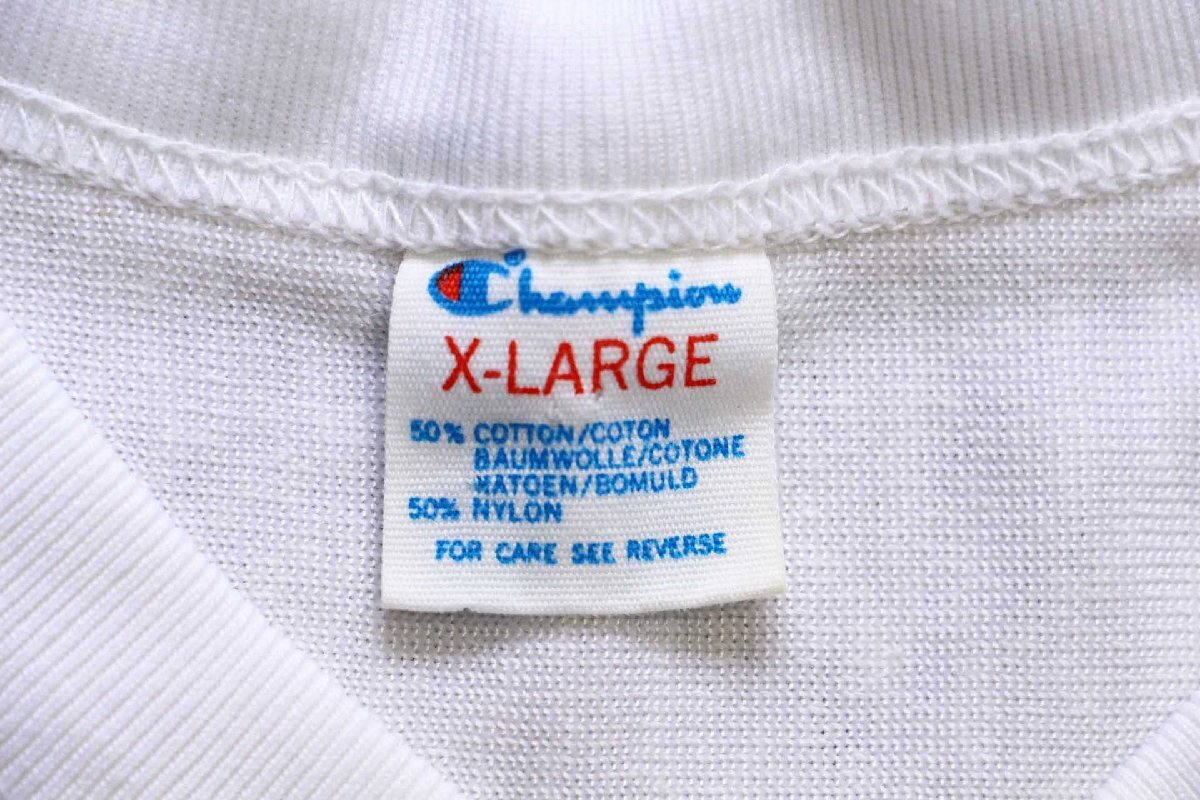 Champion
X-LARGE
50% COTTON/COTON
BAUMWOLLE/COTONE
KATOEN/BOMULD
50% NYLON
FOR CARE SEE REVERSE